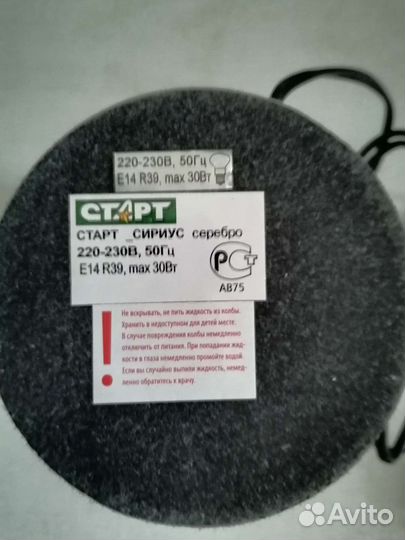 220-230В, 50Гц
E14 R39, max 30Вт
СТАРТ
СТАРТ _СИРИУС серебро
220-230В, 50Гц
E14 R39, max 30Вт
РСТ
АВ75
!
Не вскрывать, не пить жидкость из колбы.
Хранить в недоступном для детей месте.
В случае повреждения колбы немедленно
отключить от питания. При попадании жид-
кости в глаза немедленно промойте водой.
Если вы случайно выпили жидкость, немед-
ленно обратитесь к врачу.
Avito